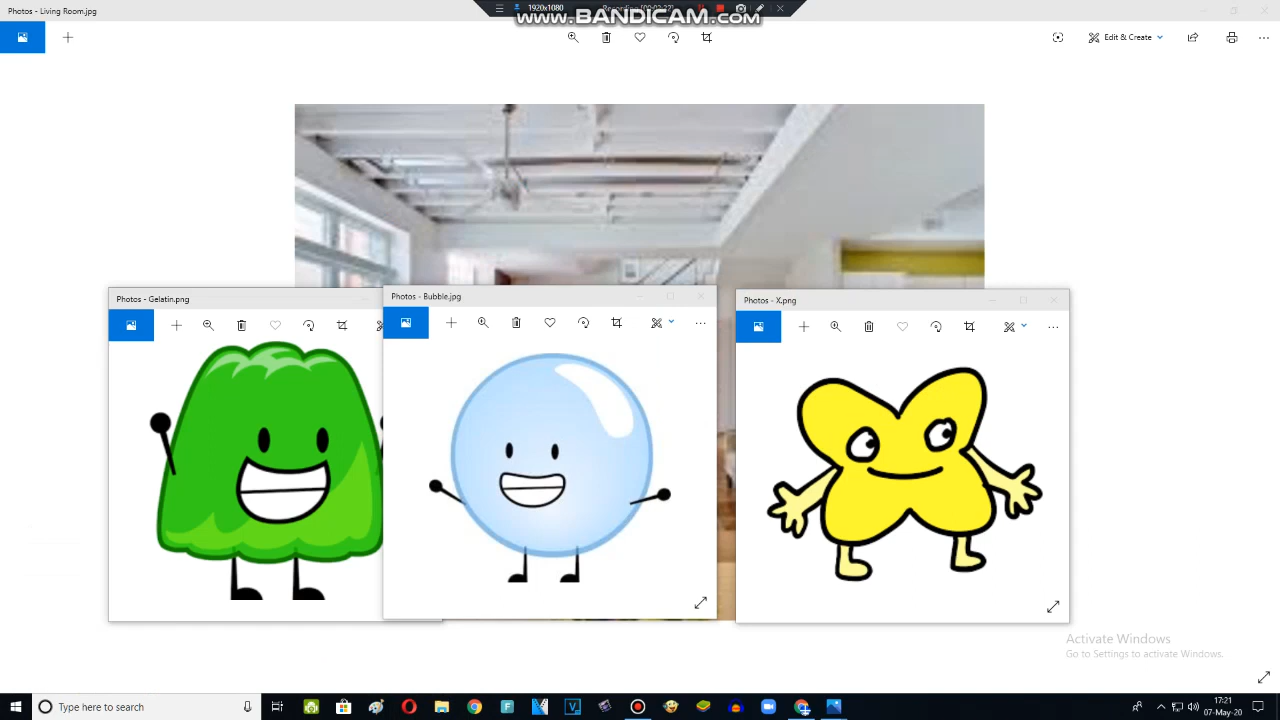 Photos - Living Room.jpg
1920x1080
www.BANDICAM.com
Edit & Create
Photos - Gelatin.png
Photos - Bubble.jpg
Photos - X.png
Activate Windows
Go to Settings to activate Windows.
Type here to search
17:21
07-May-20